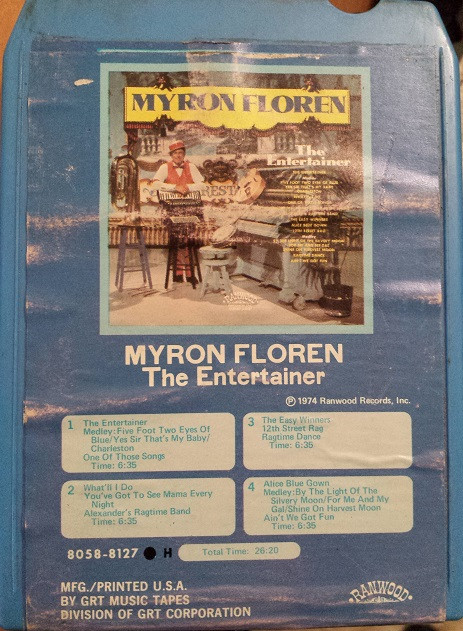 MYRON FLOREN
The
Entertainer
RANWOOD
MYRON FLOREN
The Entertainer
℗ 1974 Ranwood Records, Inc.
1 The Entertainer
Medley: Five Foot Two Eyes Of
Blue/Yes Sir That's My Baby/
Charleston
One Of Those Songs
Time: 6:35
2 What'll I Do
You've Got To See Mama Every
Night
Alexander's Ragtime Band
Time: 6:35
3 The Easy Winners
12th Street Rag
Ragtime Dance
Time: 6:35
4 Alice Blue Gown
Medley: By The Light Of The
Silvery Moon/For Me And My
Gal/Shine On Harvest Moon
Ain't We Got Fun
Time: 6:35
8058-8127 ● H Total Time: 26:20
MFG./PRINTED U.S.A.
BY GRT MUSIC TAPES
DIVISION OF GRT CORPORATION
RANWOOD